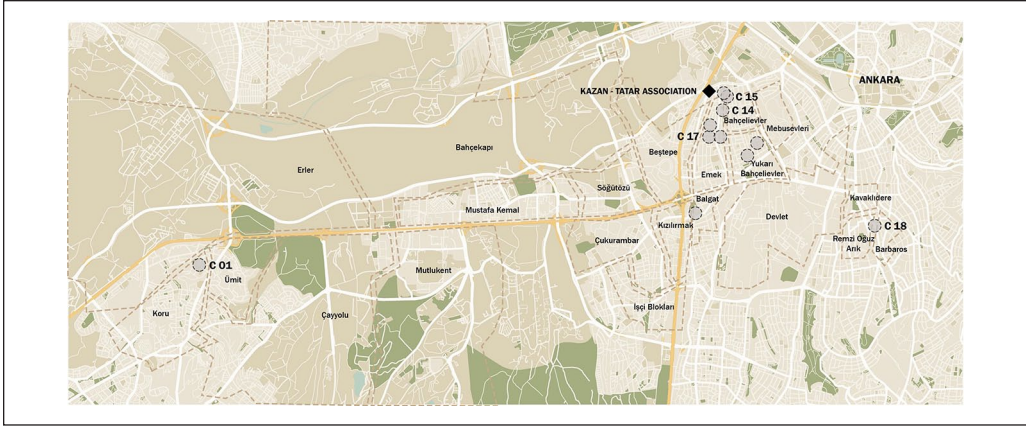 ANKARA
KAZAN - TATAR ASSOCIATION
C 15
C 14
Bahçelievler
Mebusevleri
C 17
Bahçekapı
Beştepe
Yukarı
Bahçelievler
Erler
Emek
Söğütözü
Mustafa Kemal
Balgat
Kavaklıdere
Devlet
Kızılırmak
C 18
Çukurambar
Remzi Oğuz
Arık
Barbaros
C 01
Ümit
Mutlukent
Koru
Çayyolu
İşçi Blokları